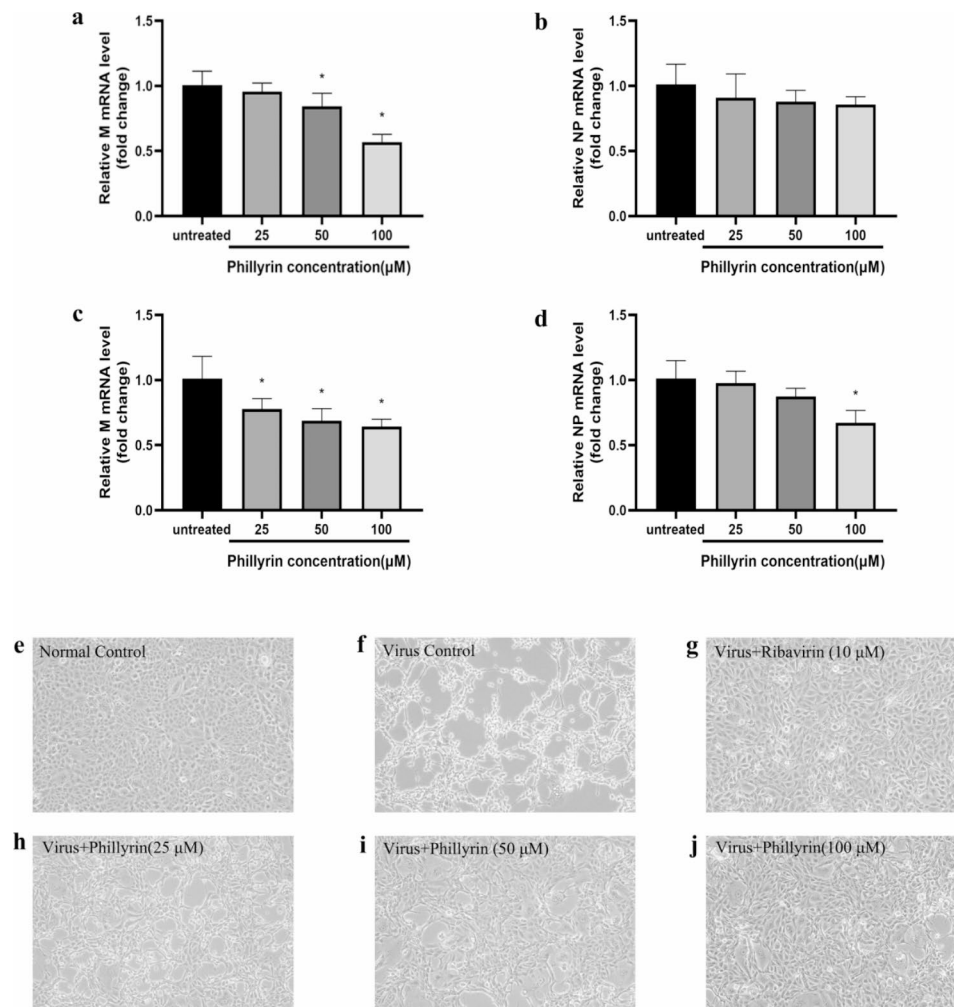 a
Relative M mRNA level
(fold change)
1.5
1.0
0.5
0.0
*
*
untreated 25 50 100
Phillyrin concentration(μM)
b
Relative NP mRNA level
(fold change)
1.5
1.0
0.5
0.0
untreated 25 50 100
Phillyrin concentration(μM)
c
Relative M mRNA level
(fold change)
1.5
1.0
0.5
0.0
* * *
untreated 25 50 100
Phillyrin concentration(μM)
d
Relative NP mRNA level
(fold change)
1.5
1.0
0.5
0.0
*
untreated 25 50 100
Phillyrin concentration(μM)
e Normal Control
f Virus Control
g Virus+Ribavirin (10 μM)
h Virus+Phillyrin(25 μM)
i Virus+Phillyrin (50 μM)
j Virus+Phillyrin(100 μM)